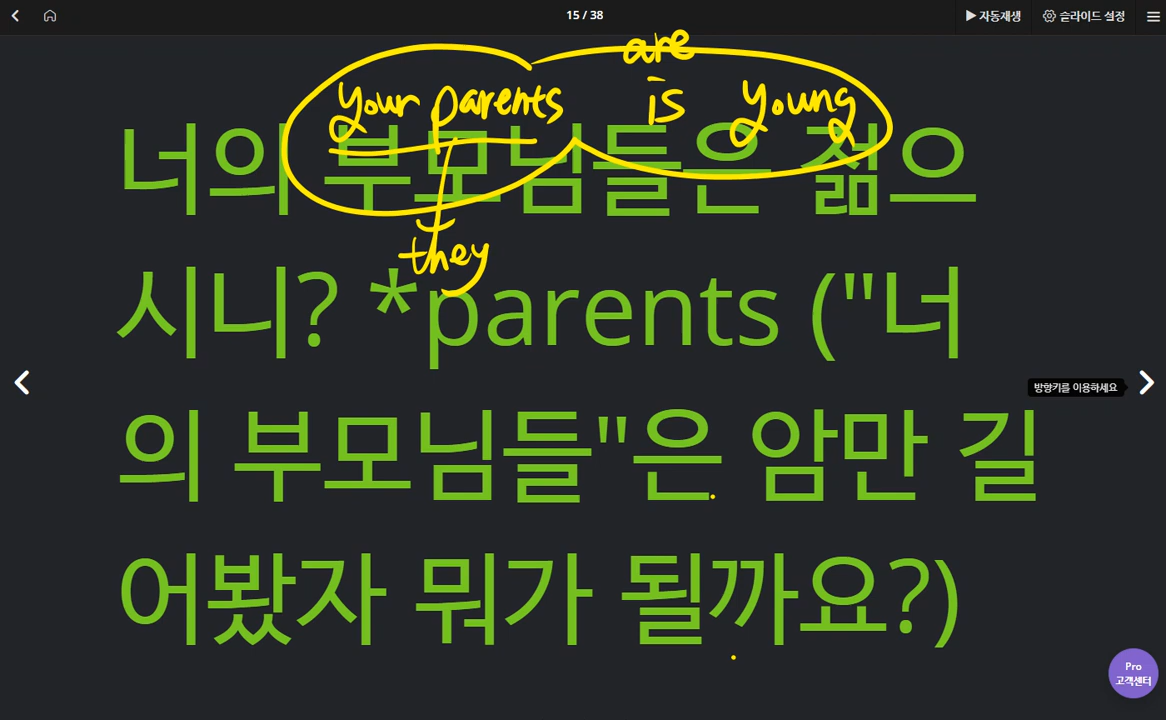 15 / 38
자동재생
슬라이드 설정
are
your parents is young
너의 부모님들은 젊으
they
시니? *parents ("너
방향키를 이용하세요
의 부모님들"은 암만 길
어봤자 뭐가 될까요?)
Pro
고객센터